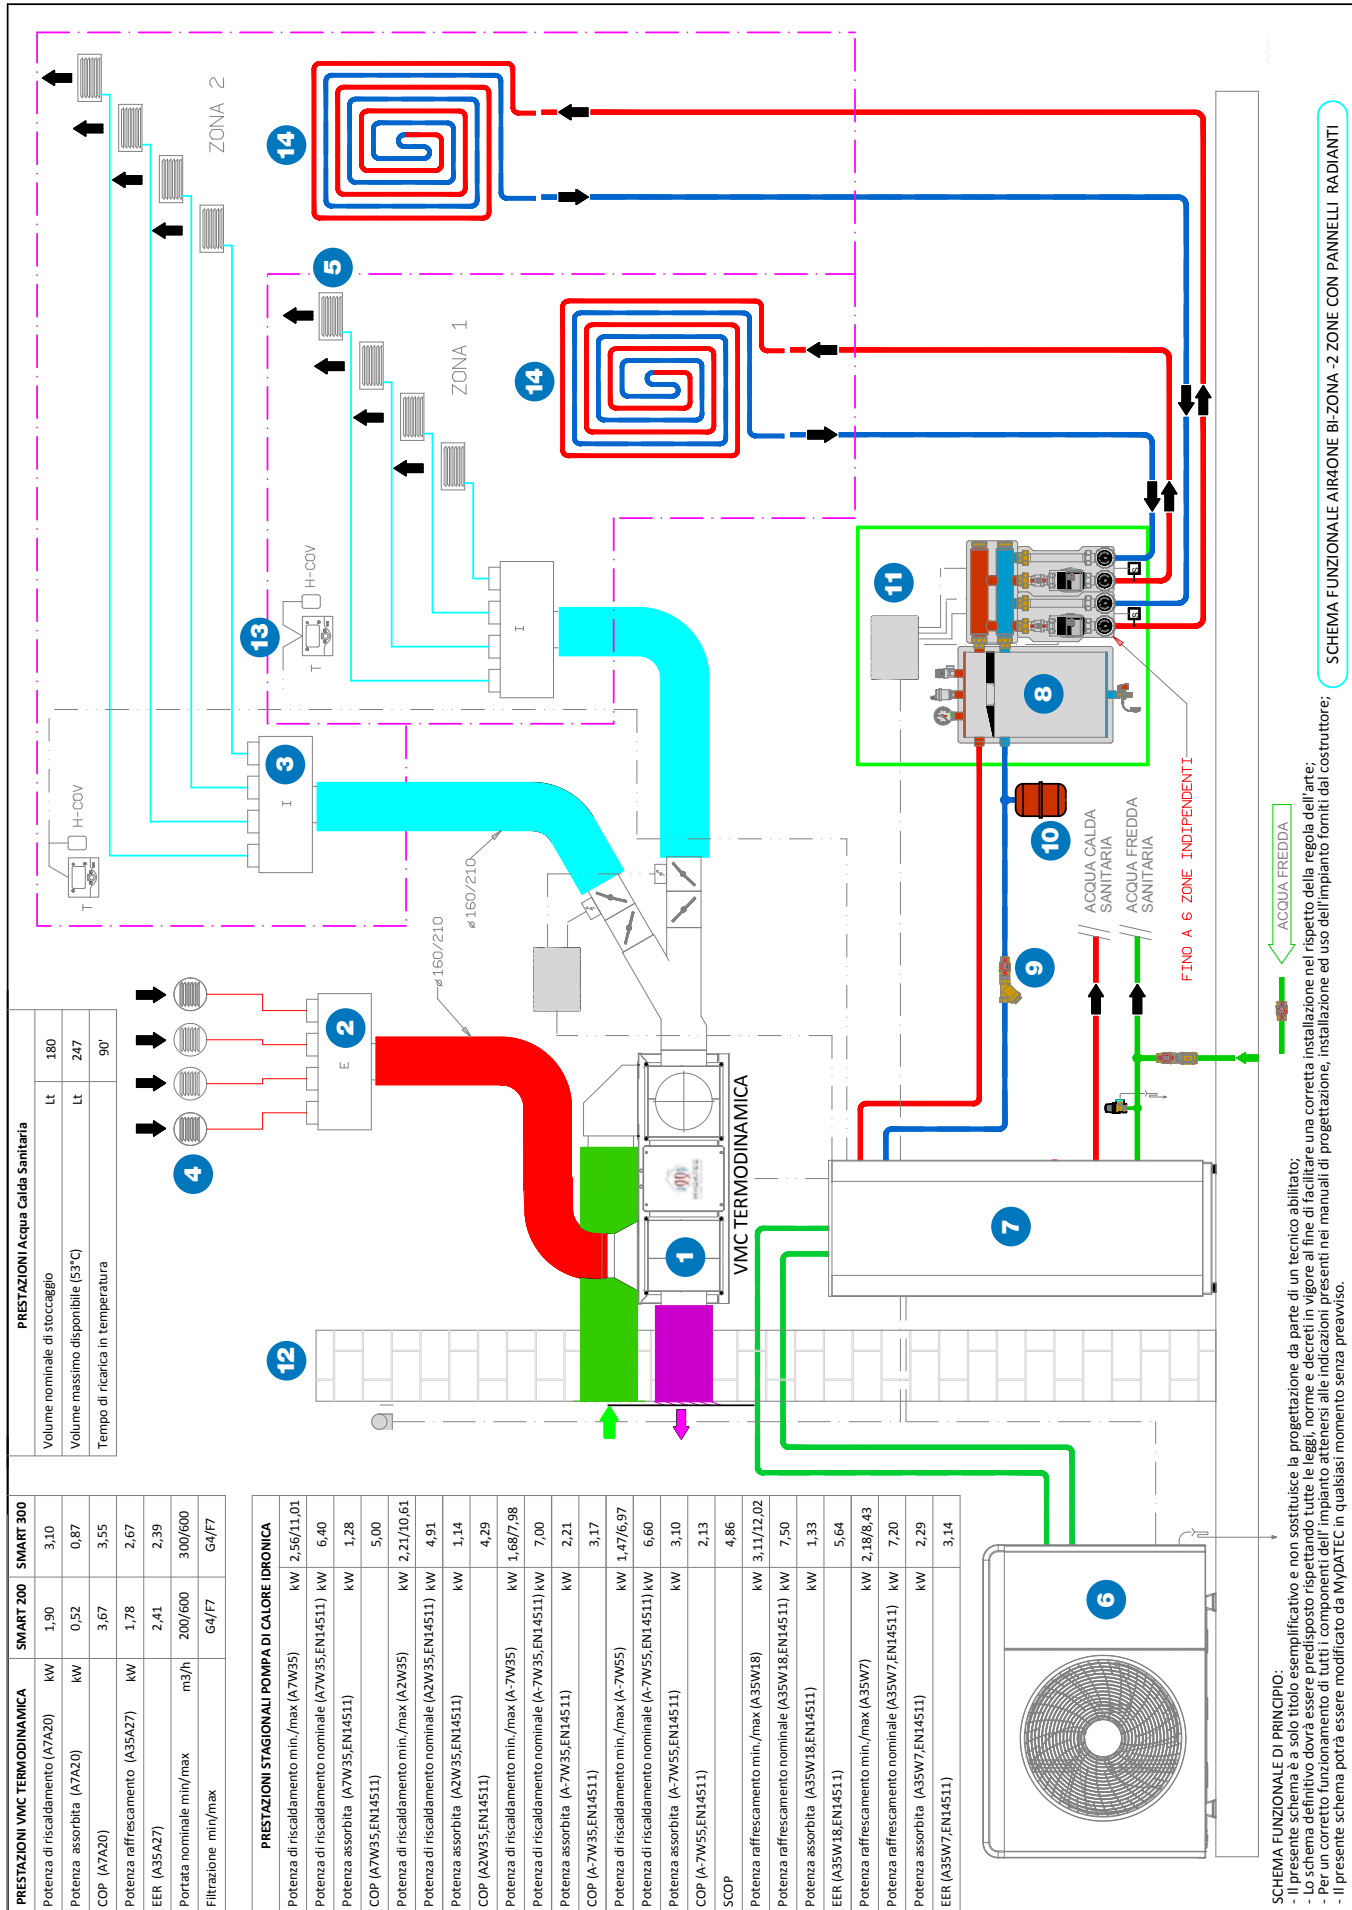 PRESTAZIONI VMC TERMODINAMICA SMART 200 SMART 300
Potenza di riscaldamento (A7A20) kW 1,90 3,10
Potenza assorbita (A7A20) kW 0,52 0,87
COP (A7A20) 3,67 3,55
Potenza raffrescamento (A35A27) kW 1,78 2,67
EER (A35A27) 2,41 2,39
Portata nominale min/max m3/h 200/600 300/600
Filtrazione min/max G4/F7 G4/F7
PRESTAZIONI Acqua Calda Sanitaria
Volume nominale di stoccaggio Lt 180
Volume massimo disponibile (53°C) Lt 247
Tempo di ricarica in temperatura 90'
PRESTAZIONI STAGIONALI POMPA DI CALORE IDRONICA
Potenza di riscaldamento min./max (A7W35) kW 2,56/11,01
Potenza di riscaldamento nominale (A7W35,EN14511) kW 6,40
Potenza assorbita (A7W35,EN14511) kW 1,28
COP (A7W35,EN14511) 5,00
Potenza di riscaldamento min./max (A2W35) kW 2,21/10,61
Potenza di riscaldamento nominale (A2W35,EN14511) kW 4,91
Potenza assorbita (A2W35,EN14511) kW 1,14
COP (A2W35,EN14511) 4,29
Potenza di riscaldamento min./max (A-7W35) kW 1,68/7,98
Potenza di riscaldamento nominale (A-7W35,EN14511) kW 7,00
Potenza assorbita (A-7W35,EN14511) kW 2,21
COP (A-7W35,EN14511) 3,17
Potenza di riscaldamento min./max (A-7W55) kW 1,47/6,97
Potenza di riscaldamento nominale (A-7W55,EN14511) kW 6,60
Potenza assorbita (A-7W55,EN14511) kW 3,10
COP (A-7W55,EN14511) 2,13
SCOP 4,86
Potenza raffrescamento min./max (A35W18) kW 3,11/12,02
Potenza raffrescamento nominale (A35W18,EN14511) kW 7,50
Potenza assorbita (A35W18,EN14511) kW 1,33
EER (A35W18,EN14511) 5,64
Potenza raffrescamento min./max (A35W7) kW 2,18/8,43
Potenza raffrescamento nominale (A35W7,EN14511) kW 7,20
Potenza assorbita (A35W7,EN14511) kW 2,29
EER (A35W7,EN14511) 3,14
ZONA 2
ZONA 1
H-COV
T
H-COV
T
I
I
E
ø160/210
ø160/210
VMC TERMODINAMICA
1
2
3
4
5
6
7
8
9
10
11
12
13
14
14
S
S
ACQUA CALDA
SANITARIA
ACQUA FREDDA
SANITARIA
FINO A 6 ZONE INDIPENDENTI
ACQUA FREDDA
SCHEMA FUNZIONALE DI PRINCIPIO:
- Il presente schema è a solo titolo esemplificativo e non sostituisce la progettazione da parte di un tecnico abilitato;
- Lo schema definitivo dovrà essere predisposto rispettando tutte le leggi, norme e decreti in vigore al fine di facilitare una corretta installazione nel rispetto della regola dell'arte;
- Per un corretto funzionamento di tutti i componenti dell' impianto attenersi alle indicazioni presenti nei manuali di progettazione, installazione ed uso dell'impianto forniti dal costruttore;
- Il presente schema potrà essere modificato da MyDATEC in qualsiasi momento senza preavviso.
SCHEMA FUNZIONALE AIR4ONE BI-ZONA -2 ZONE CON PANNELLI RADIANTI